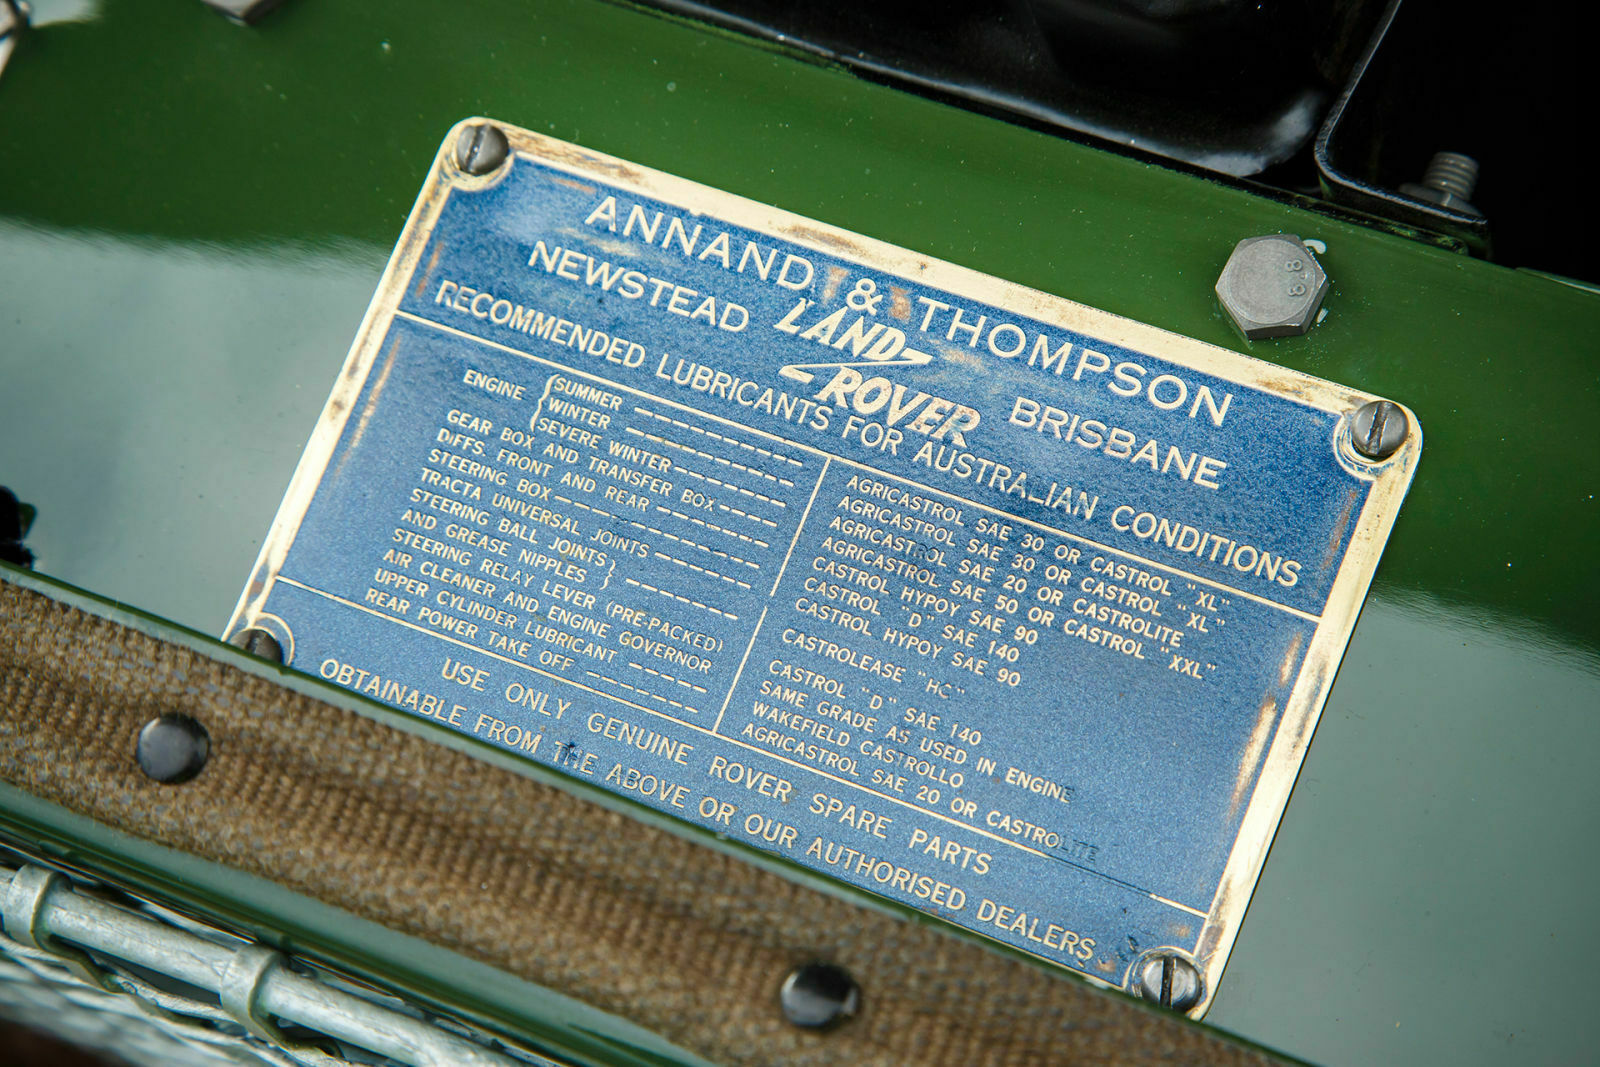 ANNAND & THOMPSON
NEWSTEAD LAND ROVER BRISBANE
RECOMMENDED LUBRICANTS FOR AUSTRALIAN CONDITIONS
ENGINE { SUMMER AGRICASTROL SAE 30 OR CASTROL "XL"
WINTER AGRICASTROL SAE 30 OR CASTROL "XL"
SEVERE WINTER AGRICASTROL SAE 20 OR CASTROLITE
GEAR BOX AND TRANSFER BOX AGRICASTROL SAE 50 OR CASTROL "XXL"
DIFFS. FRONT AND REAR CASTROL HYPOY SAE 90
STEERING BOX CASTROL "D" SAE 140
TRACTA UNIVERSAL JOINTS CASTROL HYPOY SAE 90
STEERING BALL JOINTS
AND GREASE NIPPLES } CASTROLEASE "HC"
STEERING RELAY LEVER (PRE-PACKED) CASTROL "D" SAE 140
AIR CLEANER AND ENGINE GOVERNOR SAME GRADE AS USED IN ENGINE
UPPER CYLINDER LUBRICANT WAKEFIELD CASTROLLO
REAR POWER TAKE OFF AGRICASTROL SAE 20 OR CASTROLITE
USE ONLY GENUINE ROVER SPARE PARTS
OBTAINABLE FROM THE ABOVE OR OUR AUTHORISED DEALERS
8.8